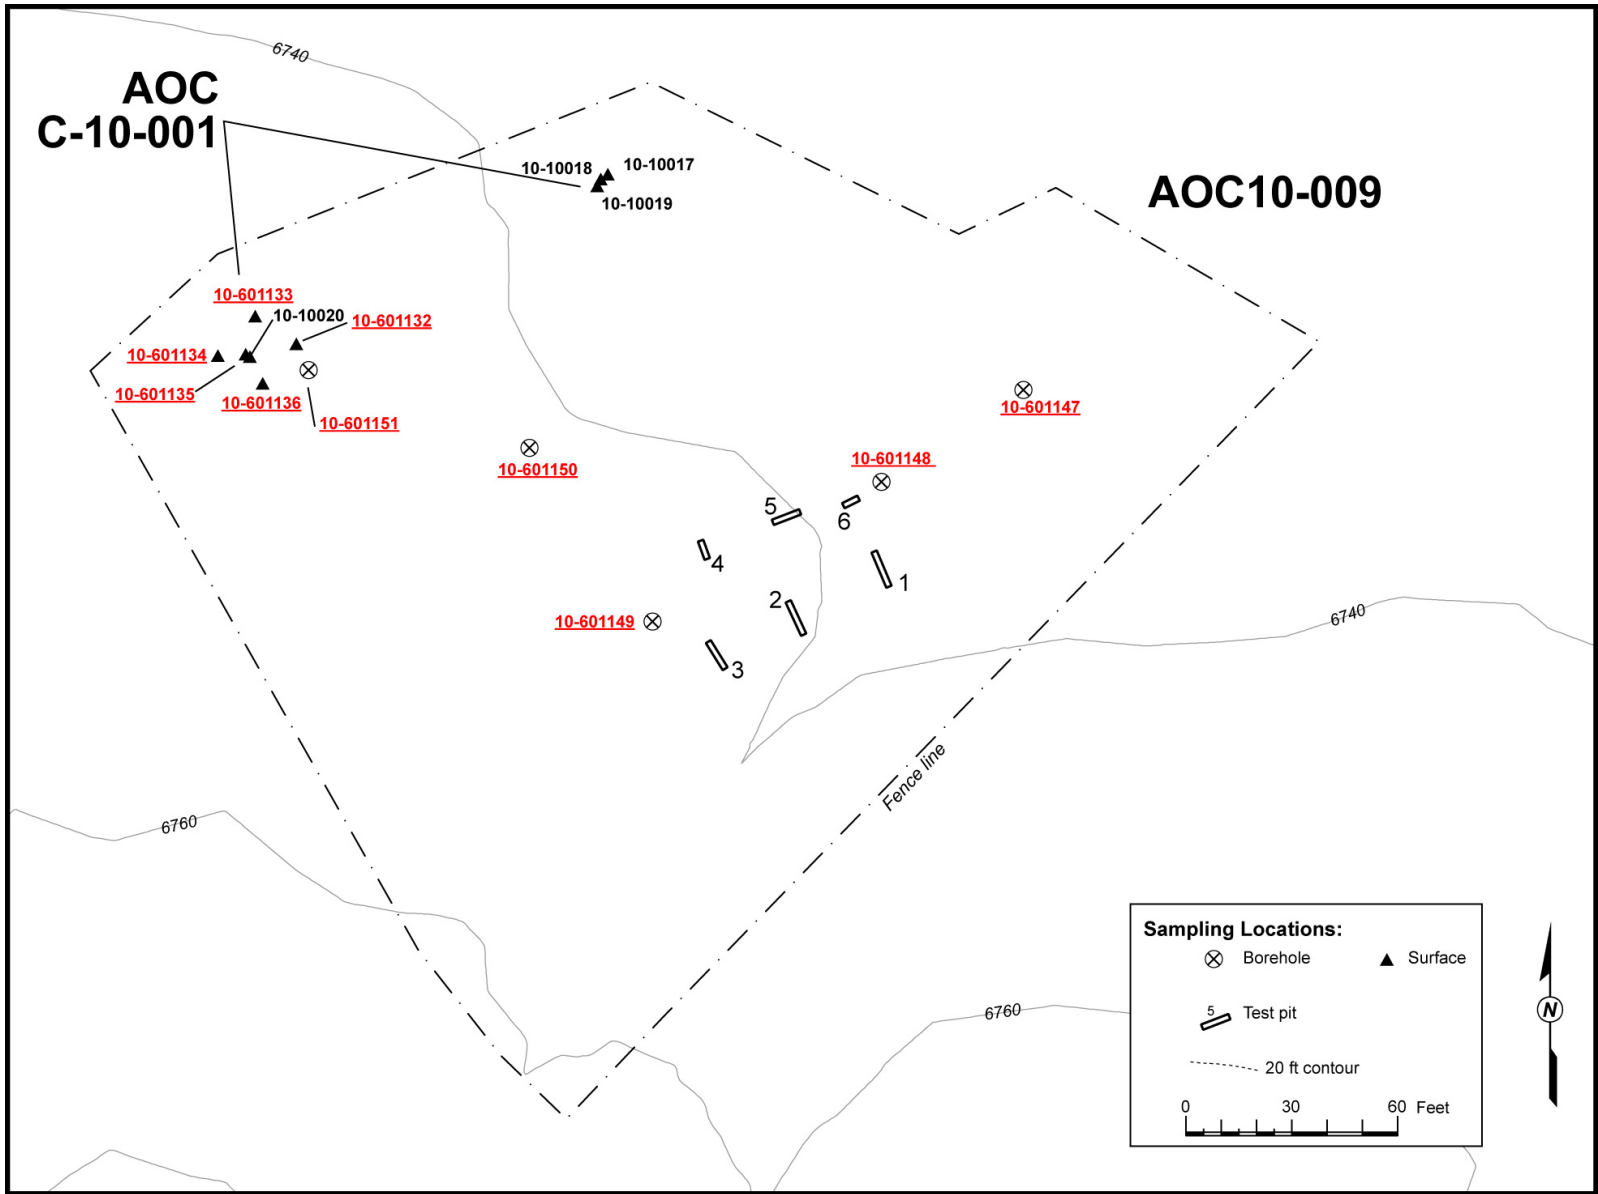 6740
AOC
C-10-001
10-10018
10-10017
10-10019
AOC10-009
10-601133
10-10020
10-601132
10-601134
10-601135
10-601136
10-601151
10-601147
10-601150
10-601148
5
6
4
1
2
10-601149
3
6740
Fence line
6760
6760
Sampling Locations:
Borehole
Surface
5
Test pit
20 ft contour
0 30 60 Feet
N